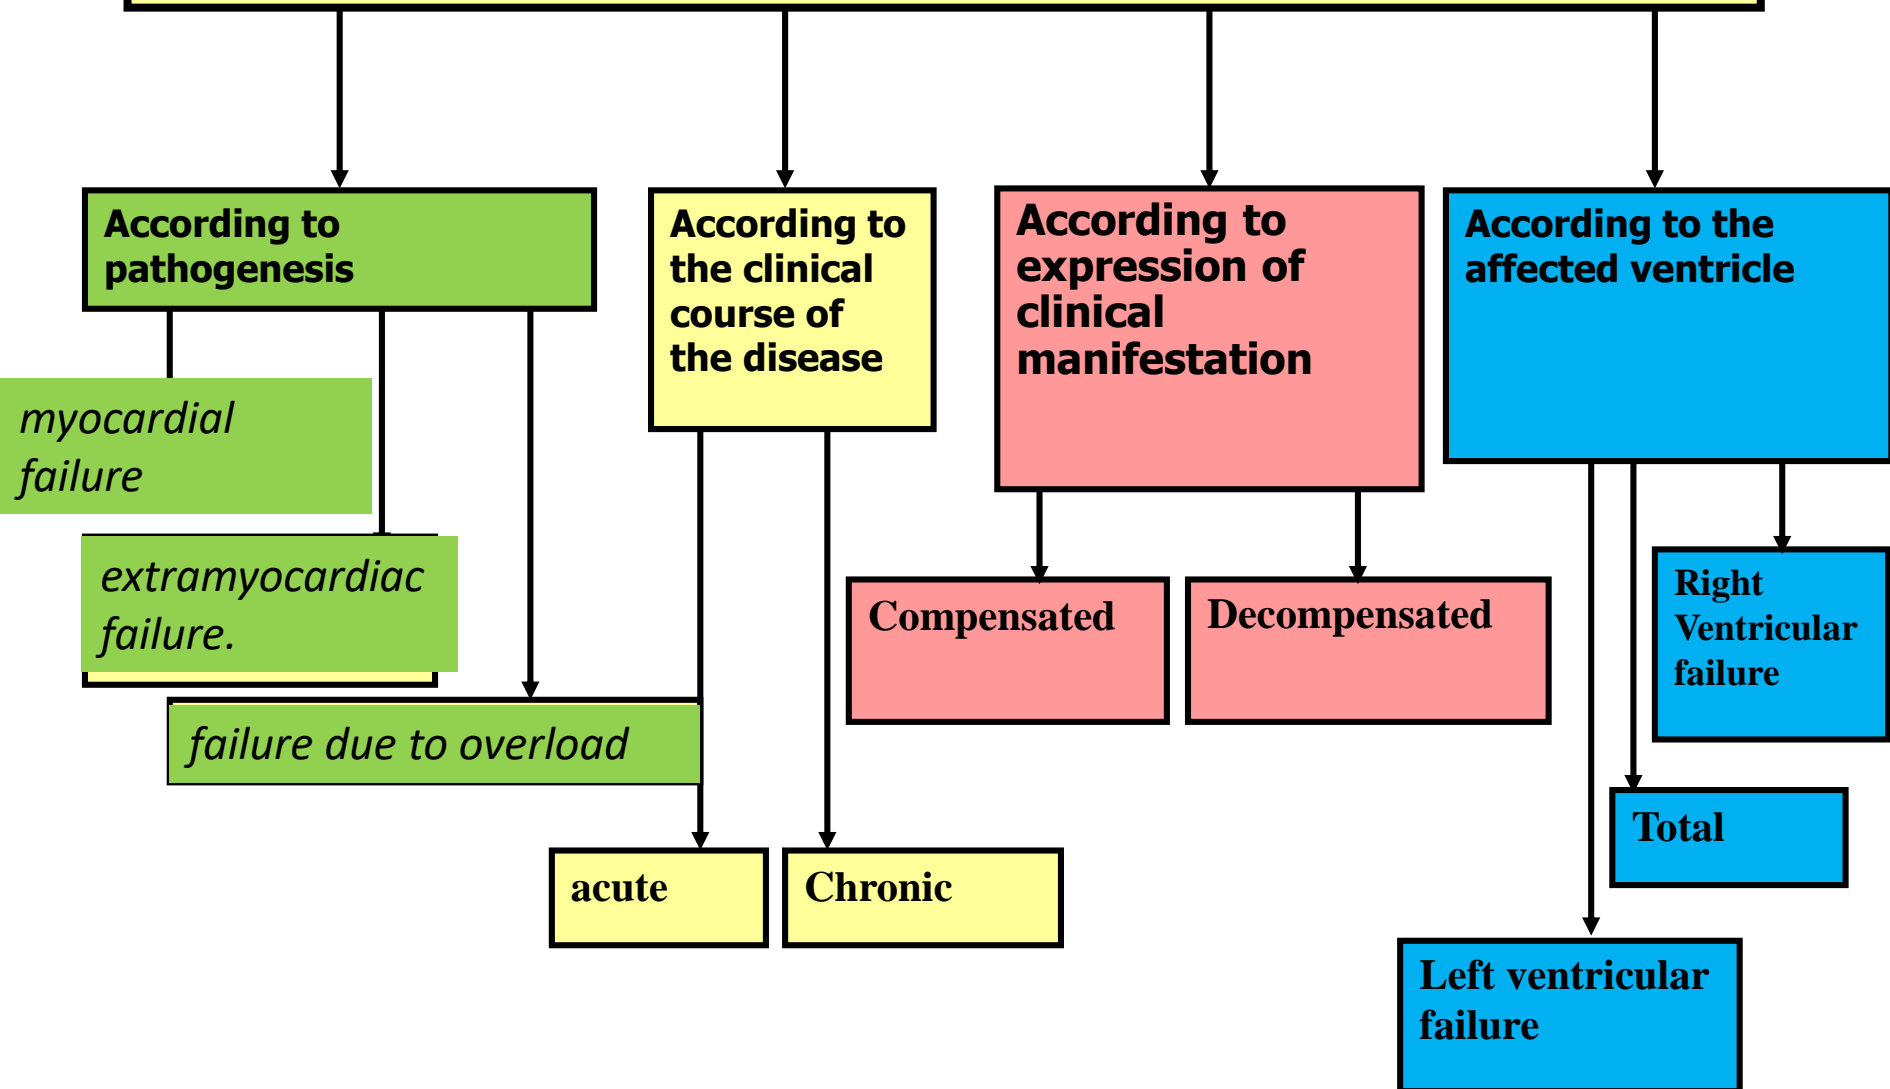 According to
pathogenesis
According to
the clinical
course of
the disease
According to
expression of
clinical
manifestation
According to the
affected ventricle
myocardial
failure
extramyocardiac
failure.
failure due to overload
acute
Chronic
Compensated
Decompensated
Right
Ventricular
failure
Total
Left ventricular
failure